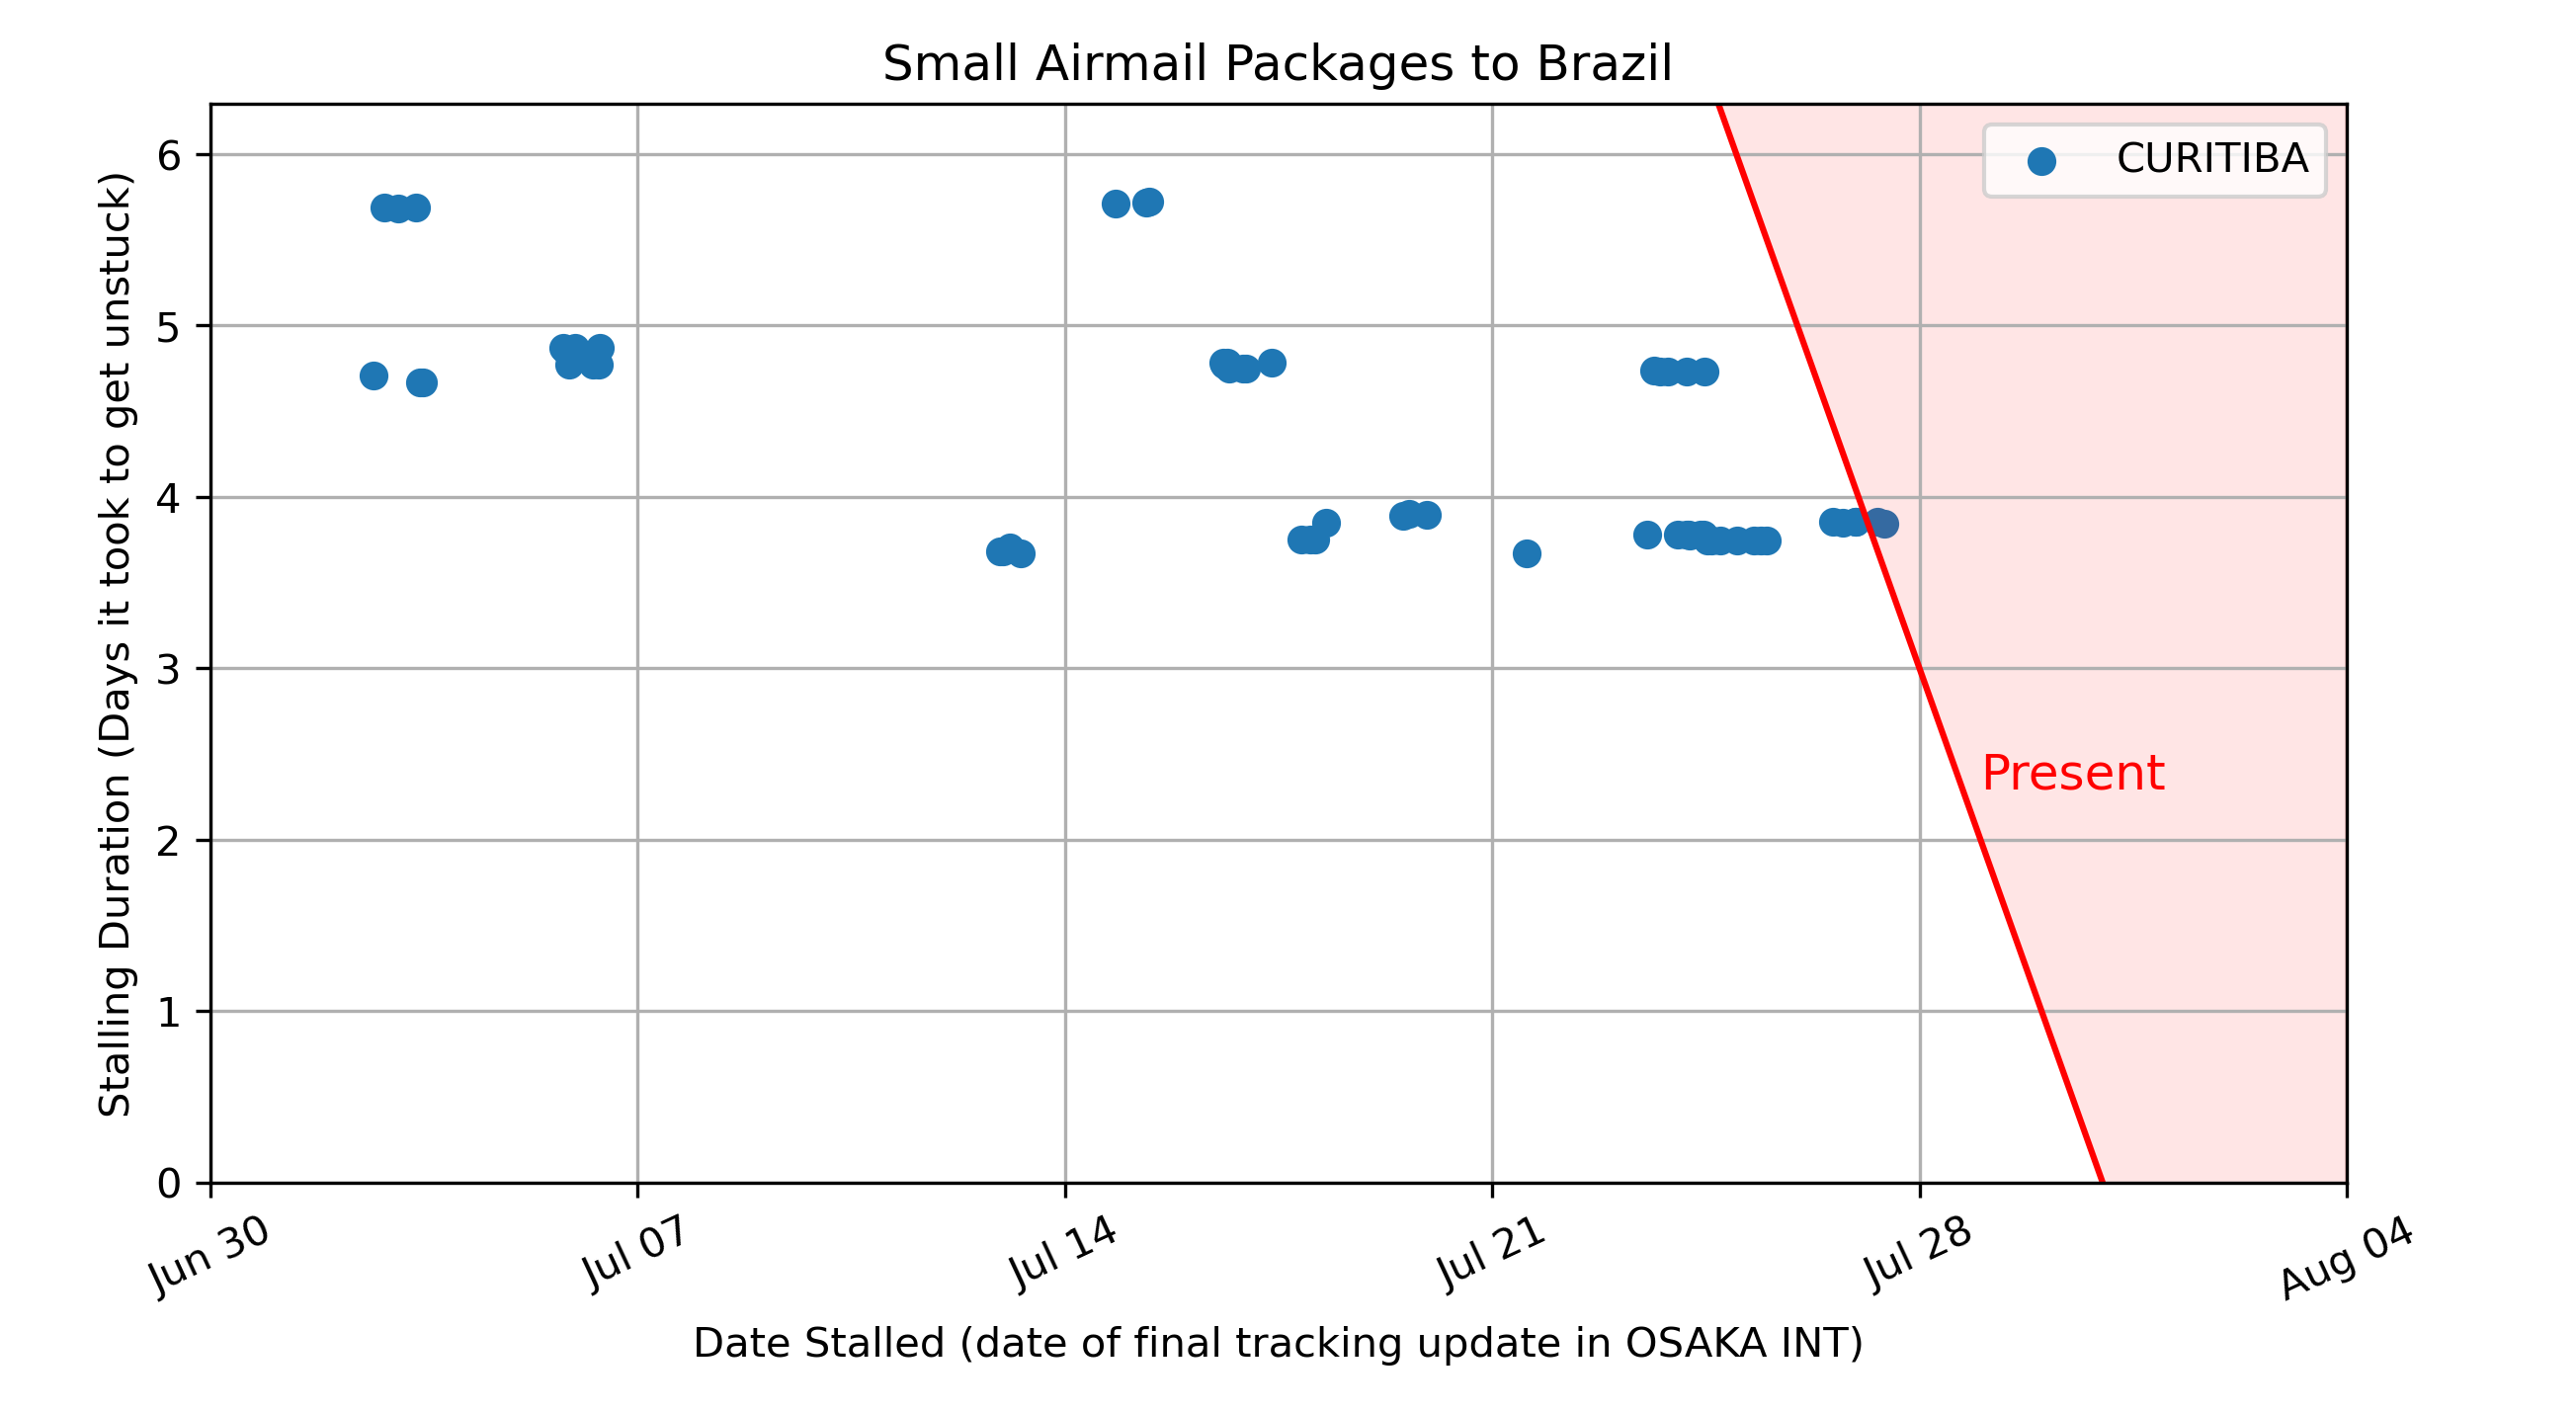 Small Airmail Packages to Brazil
CURITIBA
Stalling Duration (Days it took to get unstuck)
6
5
4
3
2
1
0
Present
Jun 30
Jul 07
Jul 14
Jul 21
Jul 28
Aug 04
Date Stalled (date of final tracking update in OSAKA INT)